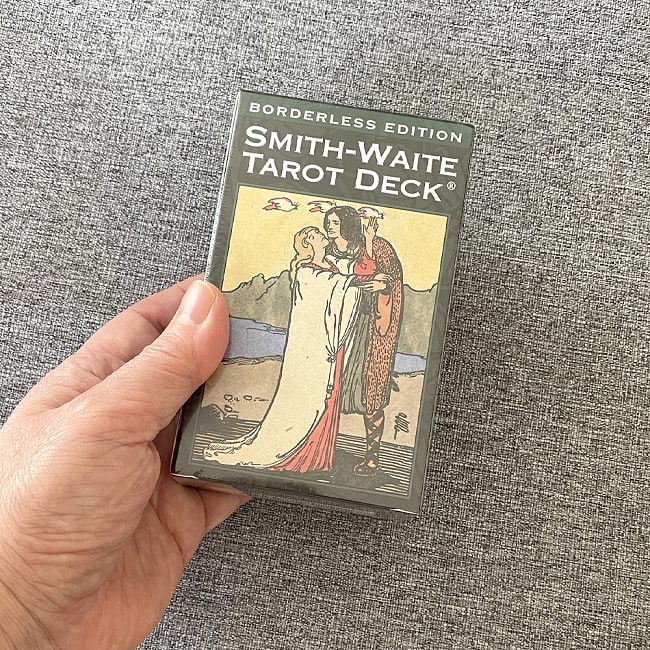 BORDERLESS EDITION
SMITH-WAITE
TAROT DECK®